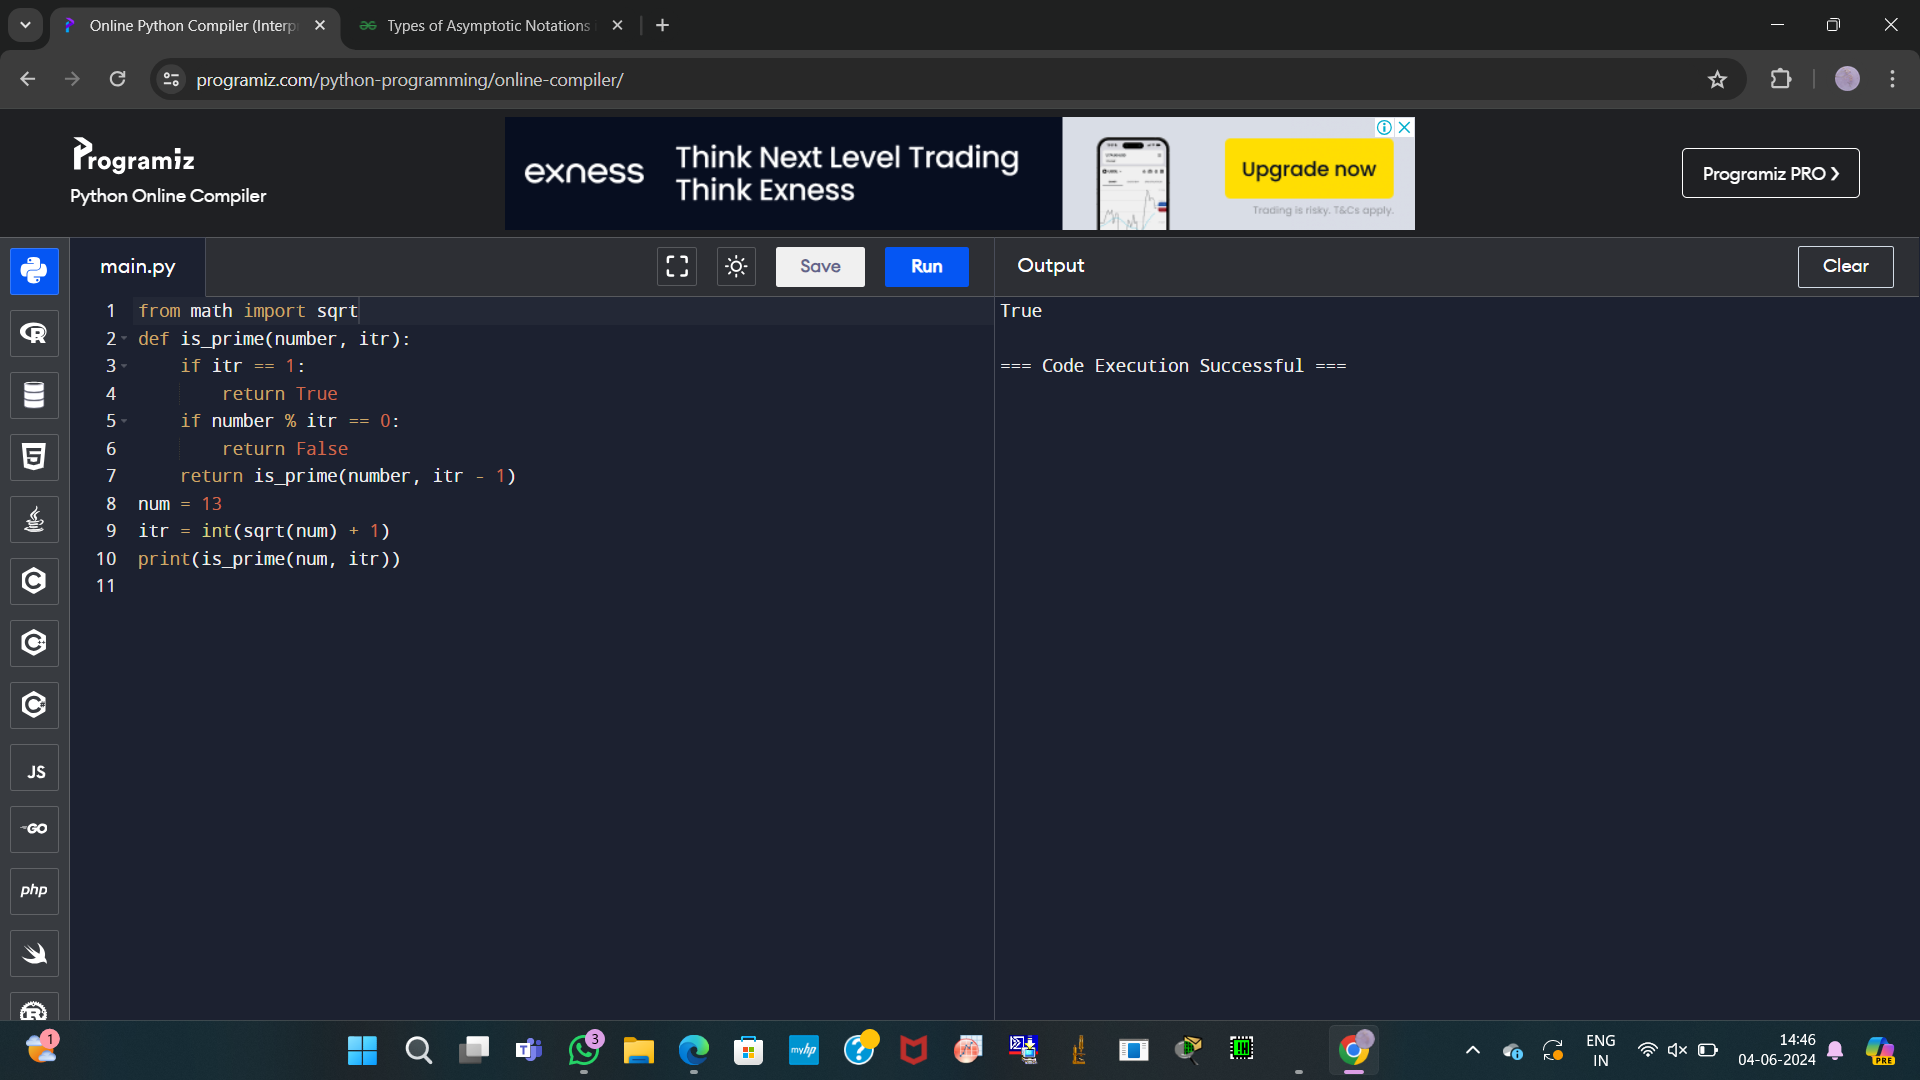 Online Python Compiler (Interp
Types of Asymptotic Notations
programiz.com/python-programming/online-compiler/
Programiz
Python Online Compiler
exness
Think Next Level Trading
Think Exness
Upgrade now
Trading is risky. T&Cs apply.
Programiz PRO ❯
main.py
Save
Run
Output
Clear
1 from math import sqrt
2 def is_prime(number, itr):
3     if itr == 1:
4         return True
5     if number % itr == 0:
6         return False
7     return is_prime(number, itr - 1)
8 num = 13
9 itr = int(sqrt(num) + 1)
10 print(is_prime(num, itr))
11
True
=== Code Execution Successful ===
JS
GO
php
1
3
myhp
ENG
IN
14:46
04-06-2024
PRE